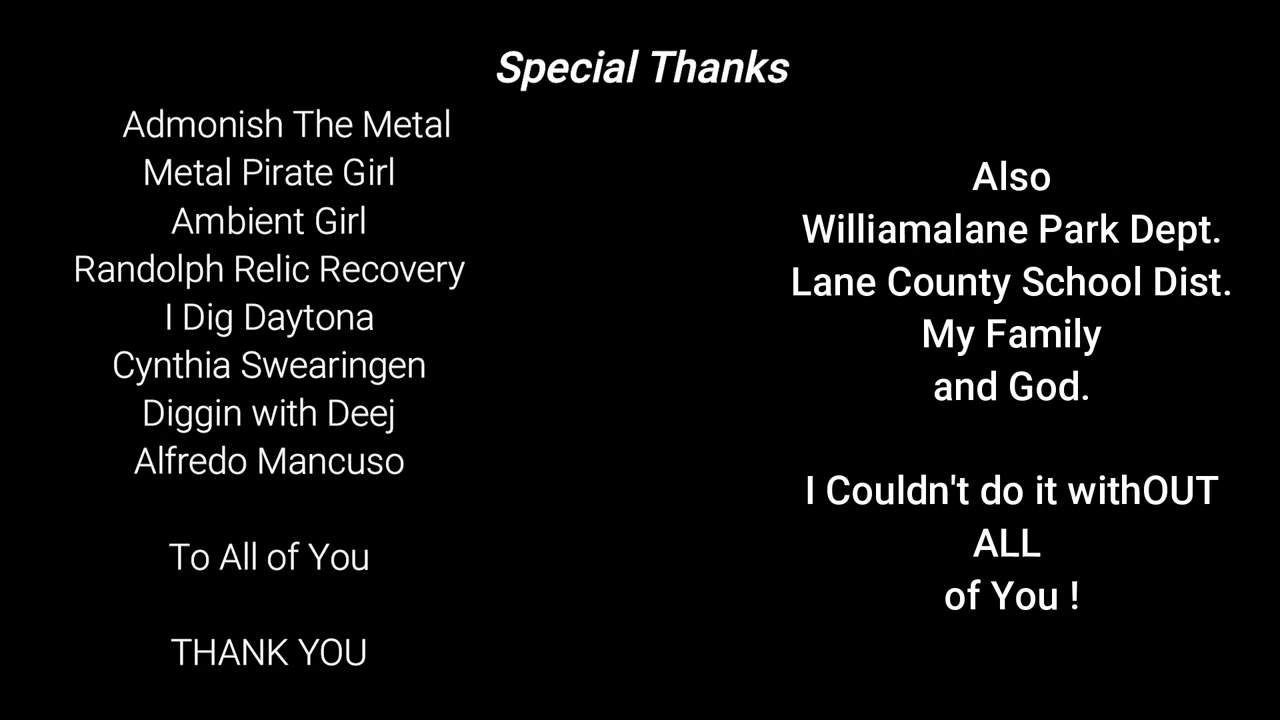 Special Thanks
Admonish The Metal
Metal Pirate Girl
Ambient Girl
Randolph Relic Recovery
I Dig Daytona
Cynthia Swearingen
Diggin with Deej
Alfredo Mancuso
To All of You
THANK YOU
Also
Williamalane Park Dept.
Lane County School Dist.
My Family
and God.
I Couldn't do it withOUT
ALL
of You !